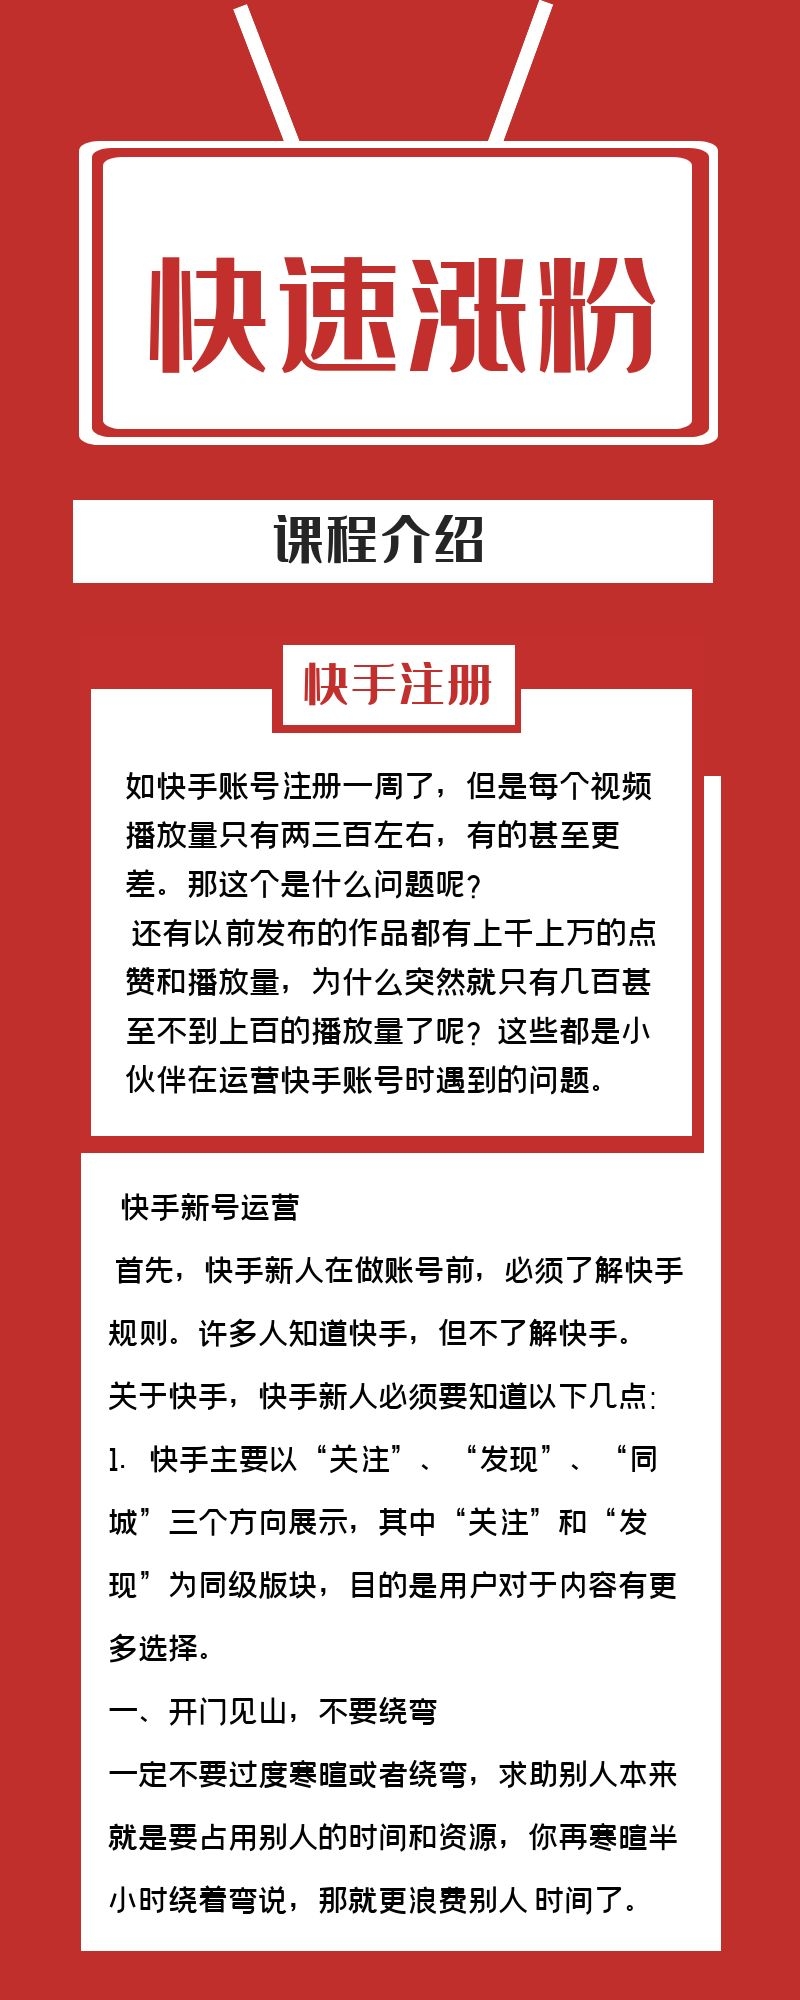 快速涨粉
课程介绍
快手注册
如快手账号注册一周了，但是每个视频
播放量只有两三百左右，有的甚至更
差。那这个是什么问题呢？
还有以前发布的作品都有上千上万的点
赞和播放量，为什么突然就只有几百甚
至不到上百的播放量了呢？这些都是小
伙伴在运营快手账号时遇到的问题。
快手新号运营
首先，快手新人在做账号前，必须了解快手
规则。许多人知道快手，但不了解快手。
关于快手，快手新人必须要知道以下几点：
1. 快手主要以“关注”、“发现”、“同
城”三个方向展示，其中“关注”和“发
现”为同级版块，目的是用户对于内容有更
多选择。
一、开门见山，不要绕弯
一定不要过度寒暄或者绕弯，求助别人本来
就是要占用别人的时间和资源，你再寒暄半
小时绕着弯说，那就更浪费别人 时间了。